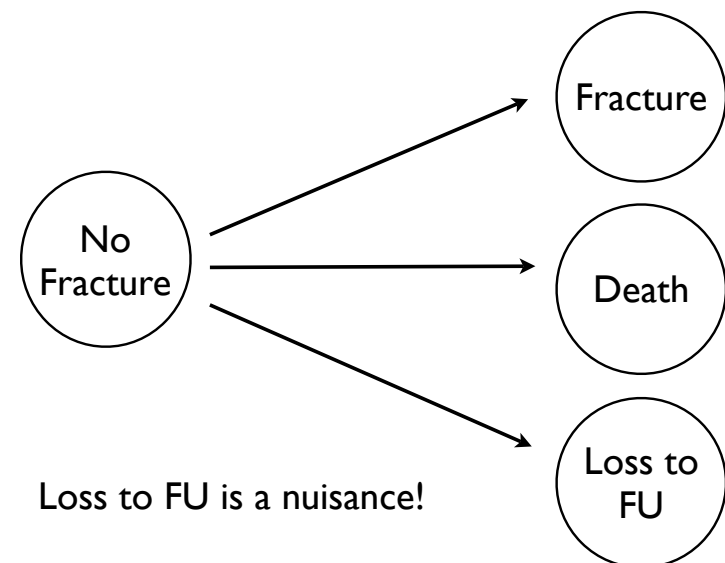 Fracture
No
Fracture
Death
Loss to
FU
Loss to FU is a nuisance!